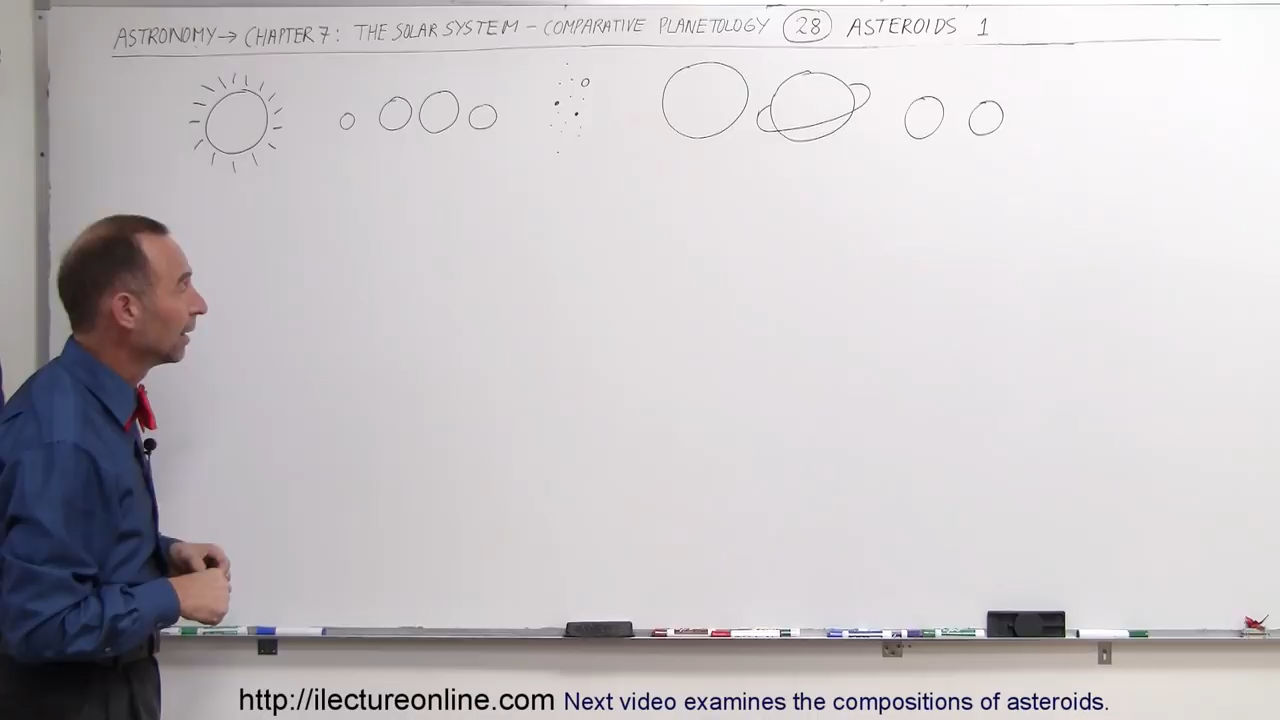 ASTRONOMY → CHAPTER 7: THE SOLAR SYSTEM – COMPARATIVE PLANETOLOGY 28 ASTEROIDS 1
http://ilectureonline.com Next video examines the compositions of asteroids.